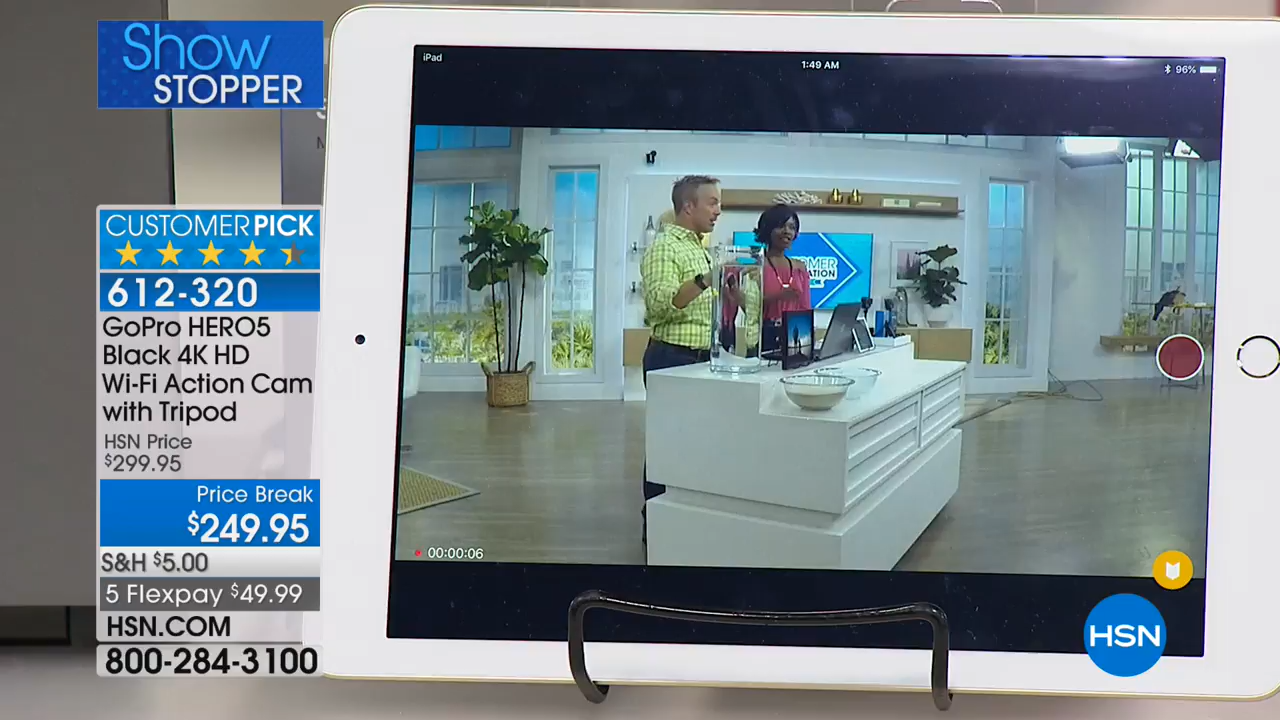 Show
STOPPER
CUSTOMER PICK
612-320
GoPro HERO5
Black 4K HD
Wi-Fi Action Cam
with Tripod
HSN Price
$299.95
Price Break
$249.95
S&H $5.00
5 Flexpay $49.99
HSN.COM
800-284-3100
iPad
1:49 AM
96%
00:00:06
HSN